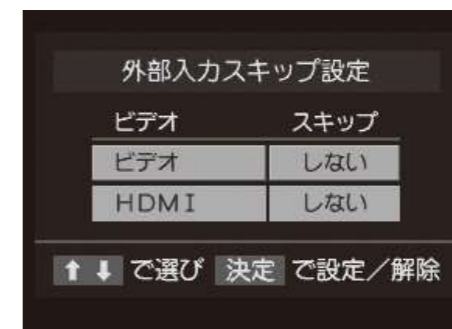 外部入力スキップ設定
ビデオ スキップ
ビデオ しない
HDMI しない
↑ ↓ で選び 決定 で設定／解除